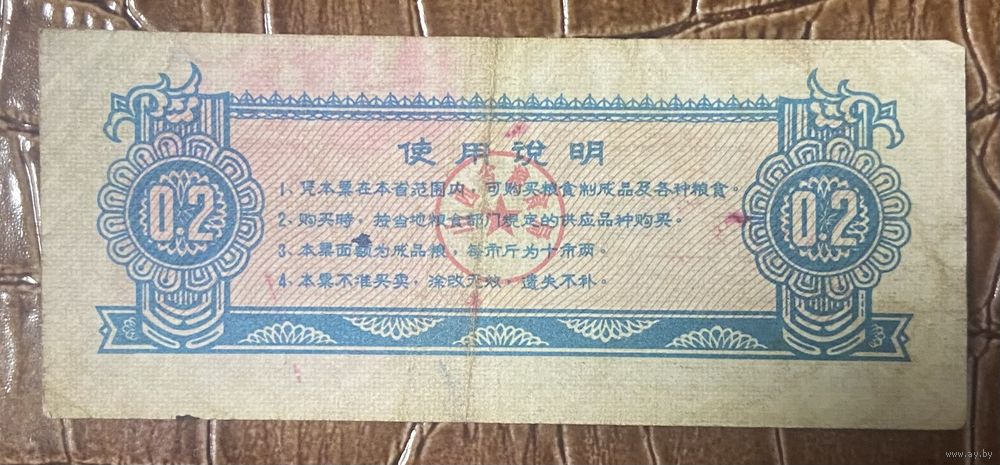 使用说明
1、凭本票在本省范围内，可购买粮食制成品及各种粮食。
2、购买時，按当地粮食部门规定的供应品种购买。
3、本票面额为成品粮，每市斤为十市两。
4、本票不准买卖，涂改无效，遗失不补。
0.2
0.2
www.ay.by